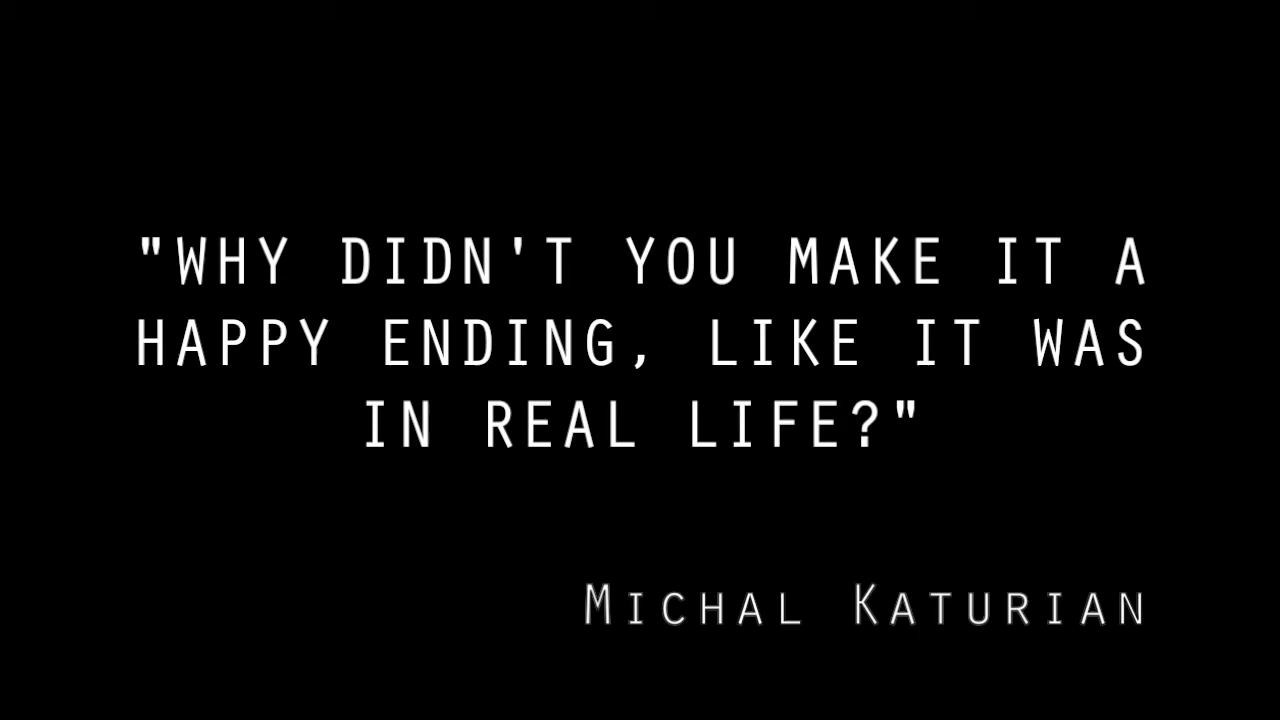 "WHY DIDN'T YOU MAKE IT A
HAPPY ENDING, LIKE IT WAS
IN REAL LIFE?"
MICHAL KATURIAN